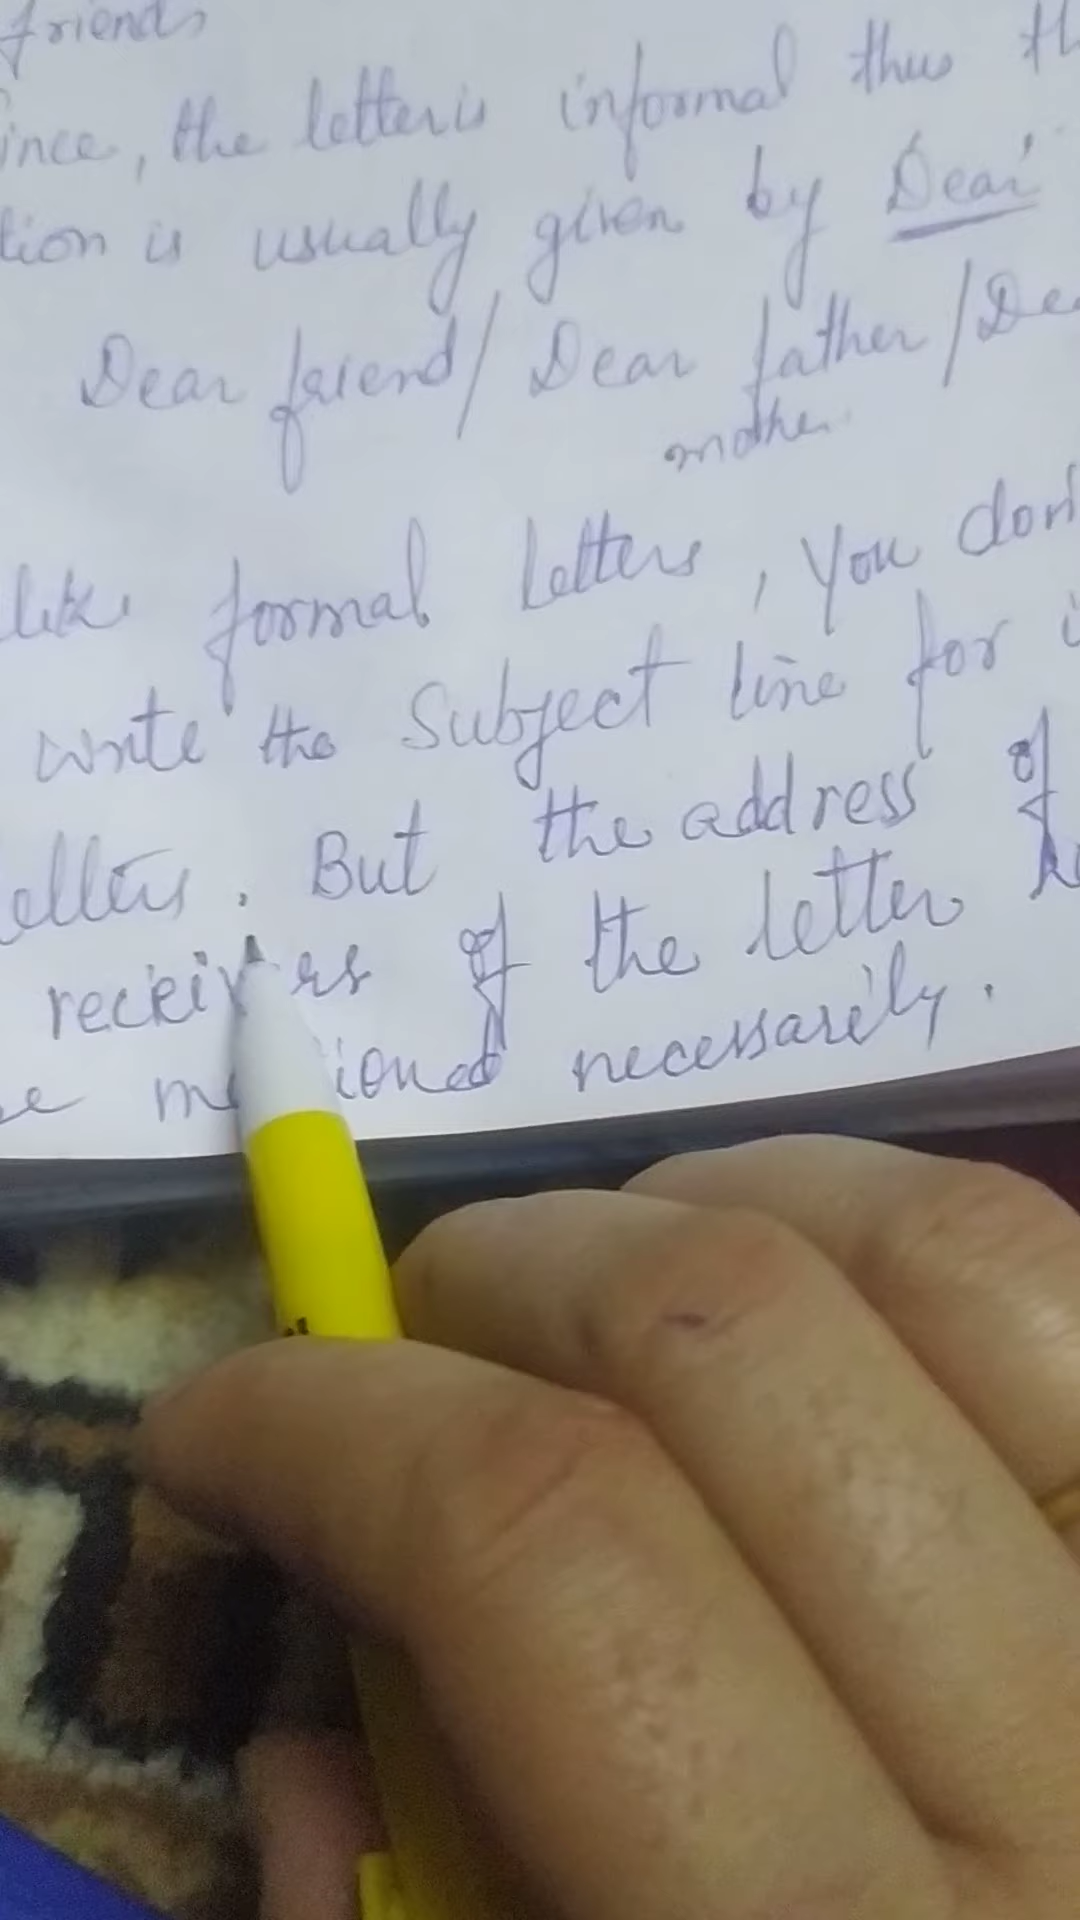 friends
ince, the letter is informal thus th
tion is usually given by Dear
Dear friend/ Dear father /De
mother
like formal letters, you don'
write the Subject line for i
etters. But the address of
receivers of the letter
be mentioned necessarily.